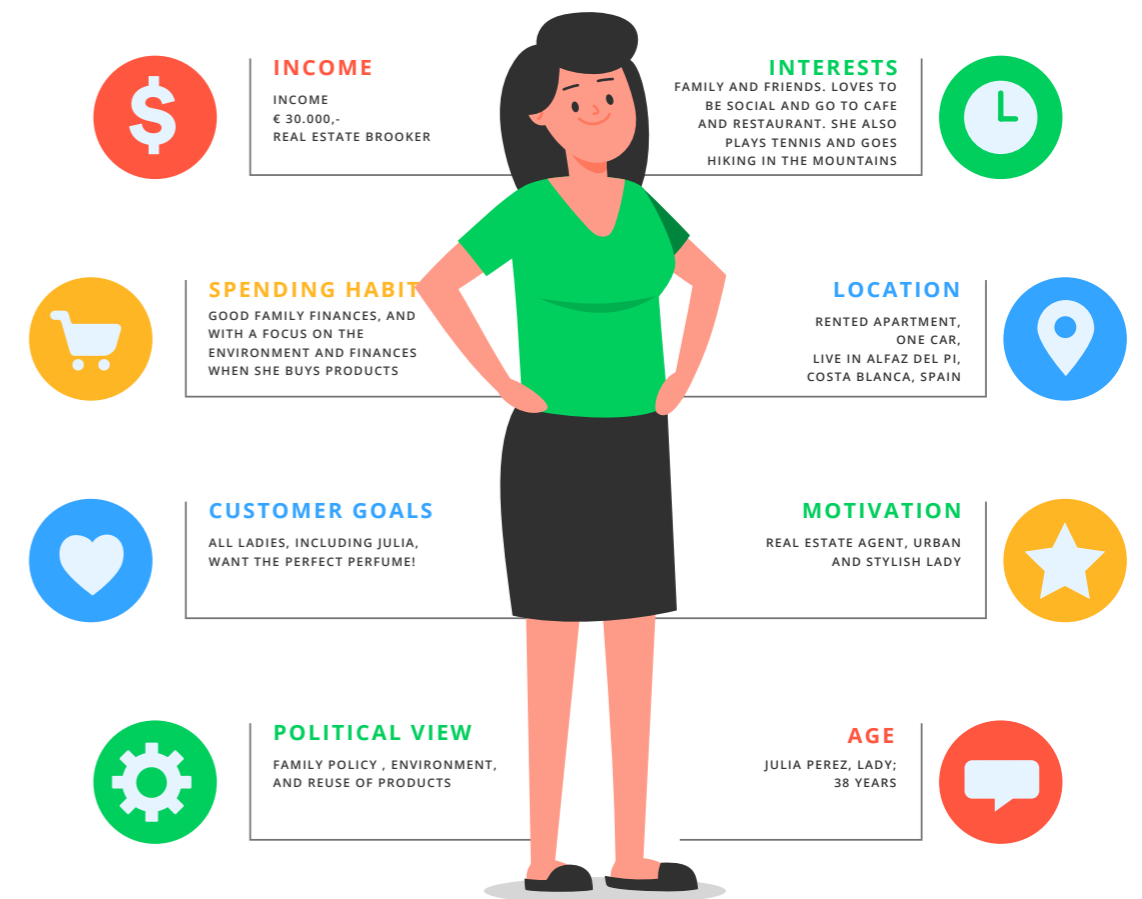 INCOME
INCOME
€ 30.000,-
REAL ESTATE BROOKER
INTERESTS
FAMILY AND FRIENDS. LOVES TO
BE SOCIAL AND GO TO CAFE
AND RESTAURANT. SHE ALSO
PLAYS TENNIS AND GOES
HIKING IN THE MOUNTAINS
SPENDING HABIT
GOOD FAMILY FINANCES, AND
WITH A FOCUS ON THE
ENVIRONMENT AND FINANCES
WHEN SHE BUYS PRODUCTS
LOCATION
RENTED APARTMENT,
ONE CAR,
LIVE IN ALFAZ DEL PI,
COSTA BLANCA, SPAIN
CUSTOMER GOALS
ALL LADIES, INCLUDING JULIA,
WANT THE PERFECT PERFUME!
MOTIVATION
REAL ESTATE AGENT, URBAN
AND STYLISH LADY
POLITICAL VIEW
FAMILY POLICY , ENVIRONMENT,
AND REUSE OF PRODUCTS
AGE
JULIA PEREZ, LADY;
38 YEARS